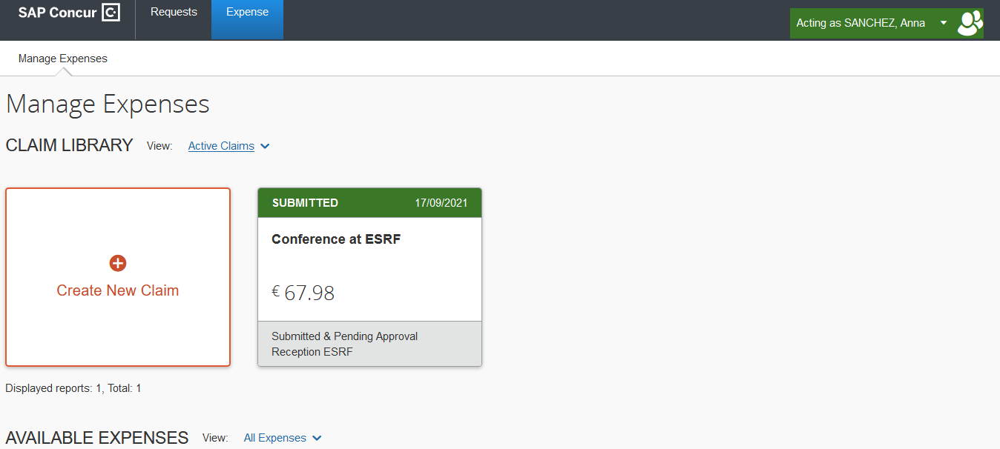 SAP Concur C
Requests
Expense
Acting as SANCHEZ, Anna
Manage Expenses
Manage Expenses
CLAIM LIBRARY View: Active Claims
Create New Claim
SUBMITTED 17/09/2021
Conference at ESRF
€ 67.98
Submitted & Pending Approval
Reception ESRF
Displayed reports: 1, Total: 1
AVAILABLE EXPENSES View: All Expenses